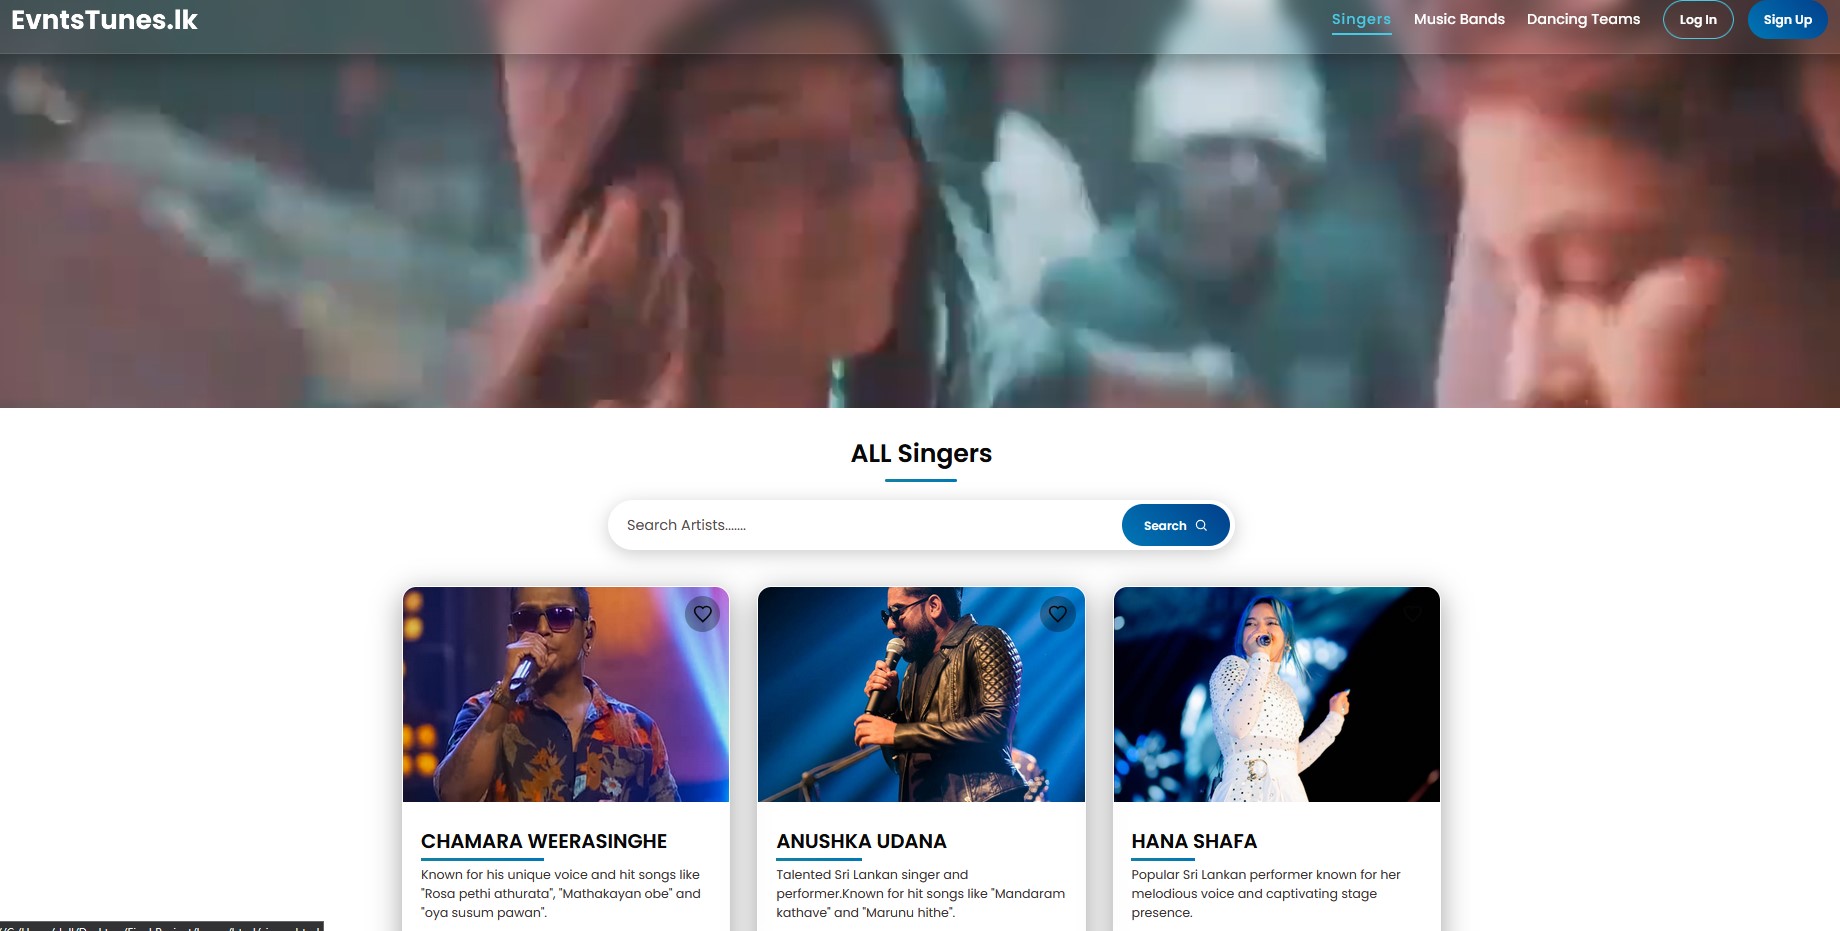 EvntsTunes.lk
Singers Music Bands Dancing Teams Log In Sign Up
ALL Singers
Search Artists.......
Search
CHAMARA WEERASINGHE
Known for his unique voice and hit songs like
"Rosa pethi athurata", "Mathakayan obe" and
"oya susum pawan".
ANUSHKA UDANA
Talented Sri Lankan singer and
performer.Known for hit songs like "Mandaram
kathave" and "Marunu hithe".
HANA SHAFA
Popular Sri Lankan performer known for her
melodious voice and captivating stage
presence.